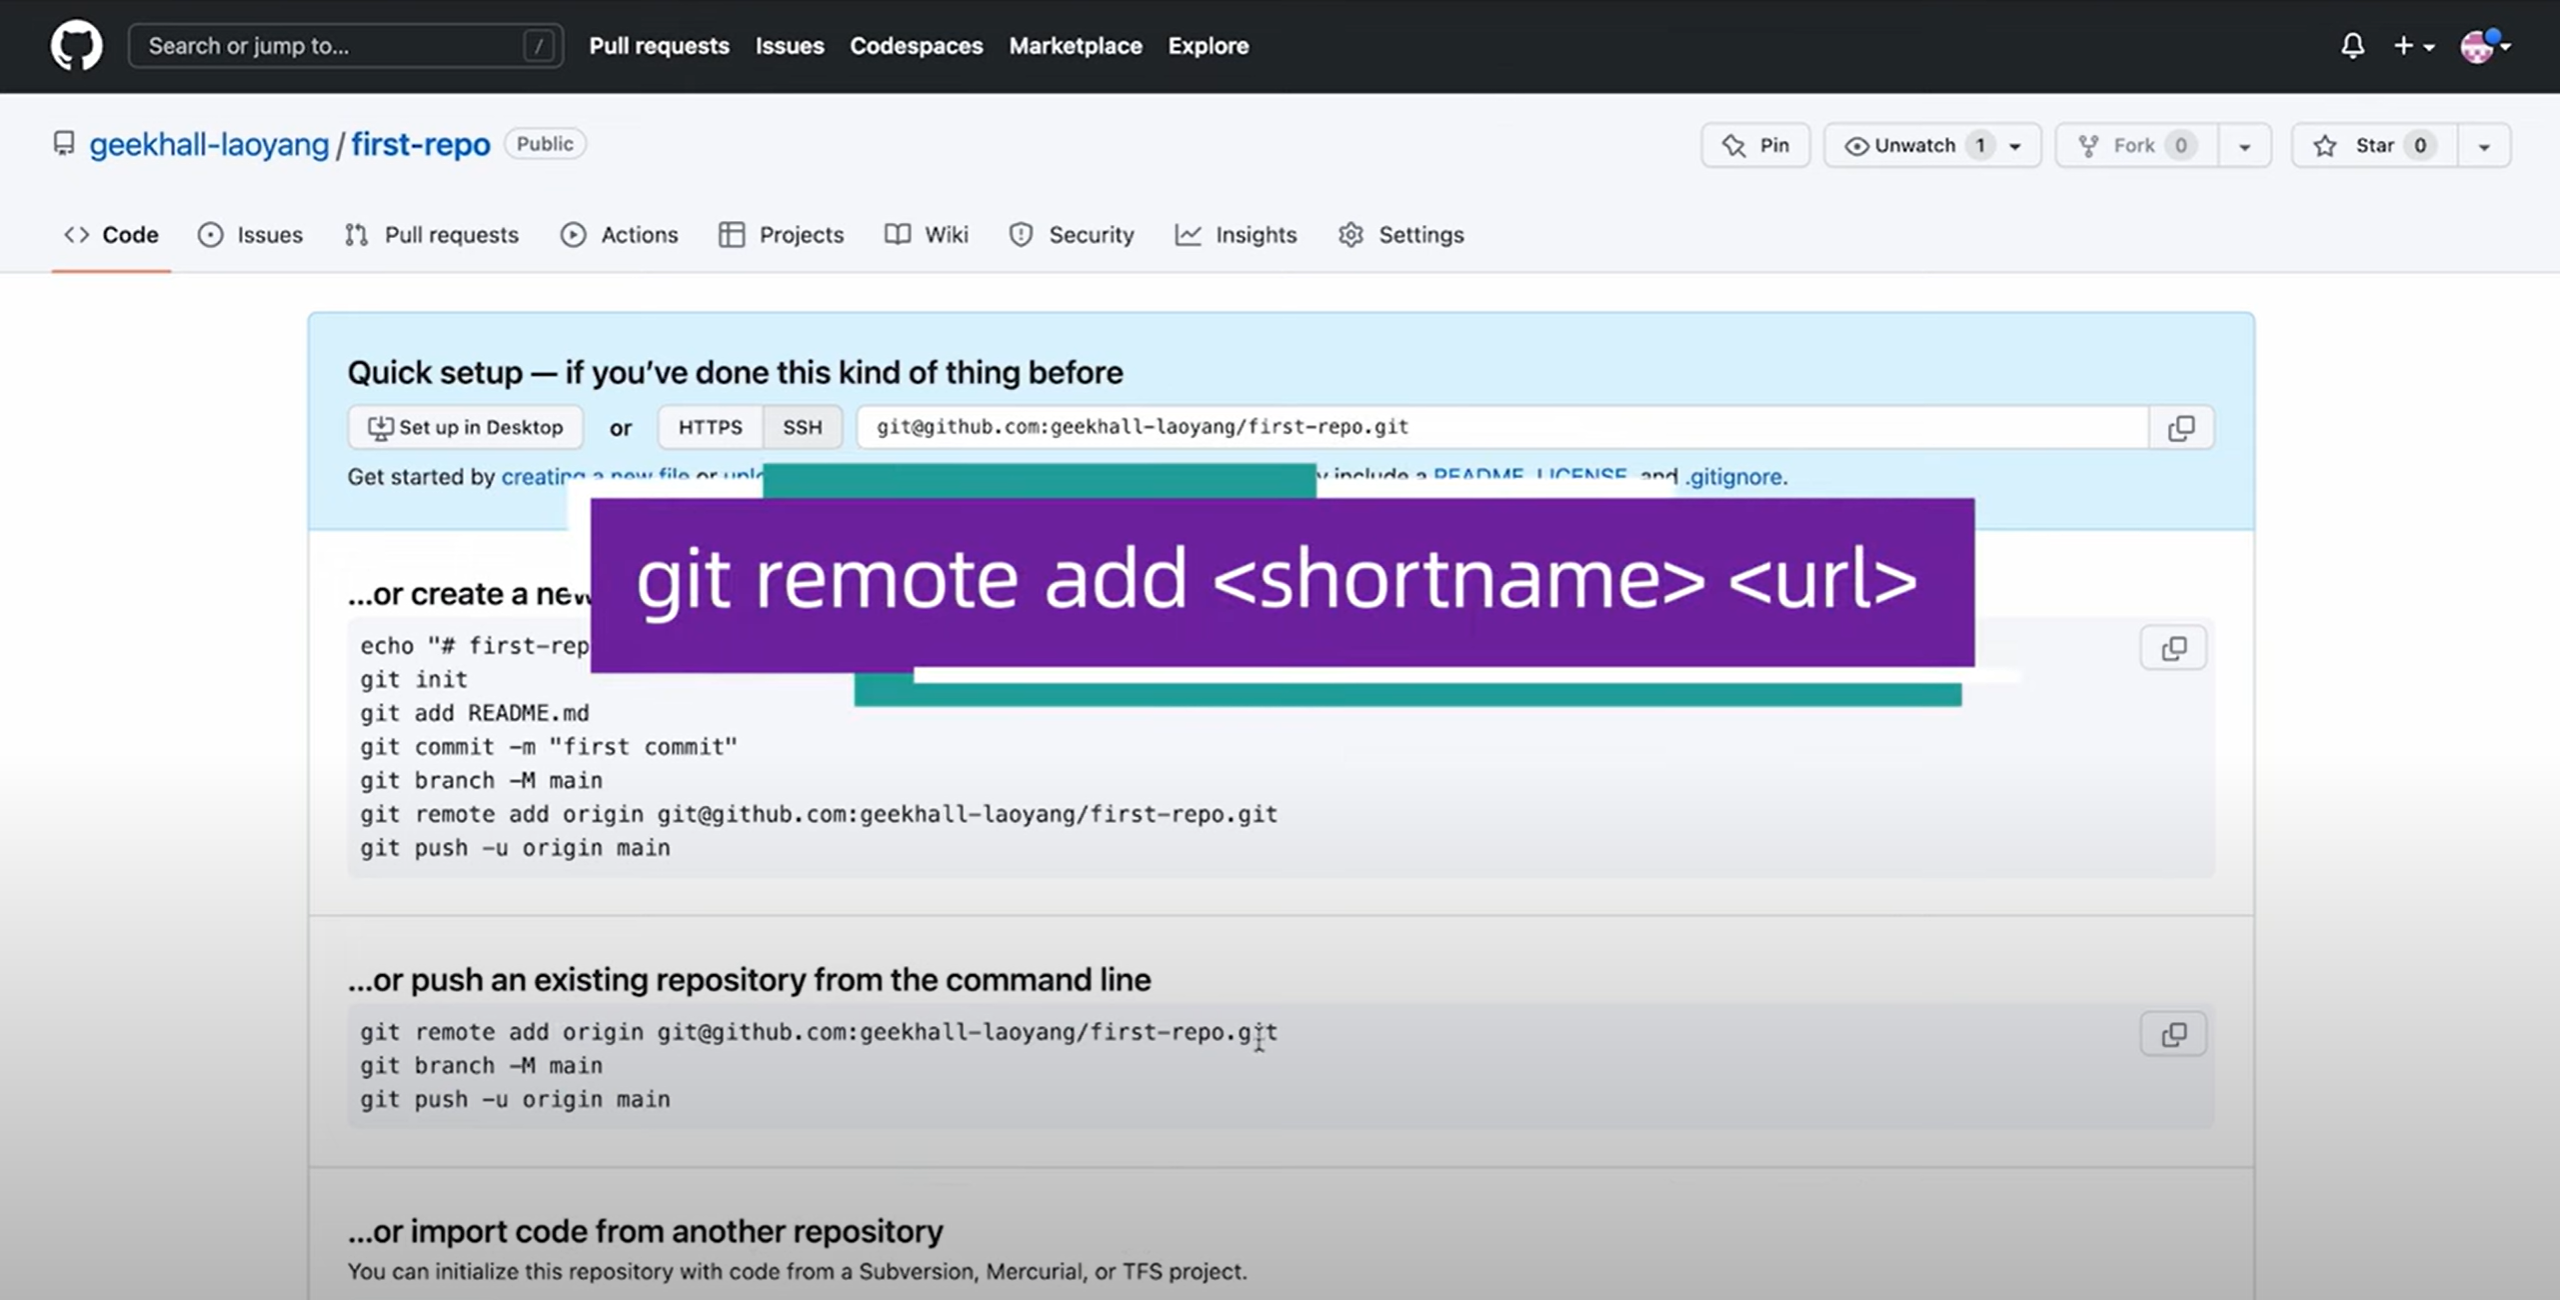 Search or jump to... / Pull requests Issues Codespaces Marketplace Explore
geekhall-laoyang / first-repo Public Pin Unwatch 1 Fork 0 Star 0
Code Issues Pull requests Actions Projects Wiki Security Insights Settings
Quick setup — if you’ve done this kind of thing before
Set up in Desktop or HTTPS SSH git@github.com:geekhall-laoyang/first-repo.git
Get started by creating a new file or include a README, LICENSE, and .gitignore.
git remote add <shortname> <url>
...or create a new
echo "# first-rep
git init
git add README.md
git commit -m "first commit"
git branch -M main
git remote add origin git@github.com:geekhall-laoyang/first-repo.git
git push -u origin main
...or push an existing repository from the command line
git remote add origin git@github.com:geekhall-laoyang/first-repo.git
git branch -M main
git push -u origin main
...or import code from another repository
You can initialize this repository with code from a Subversion, Mercurial, or TFS project.